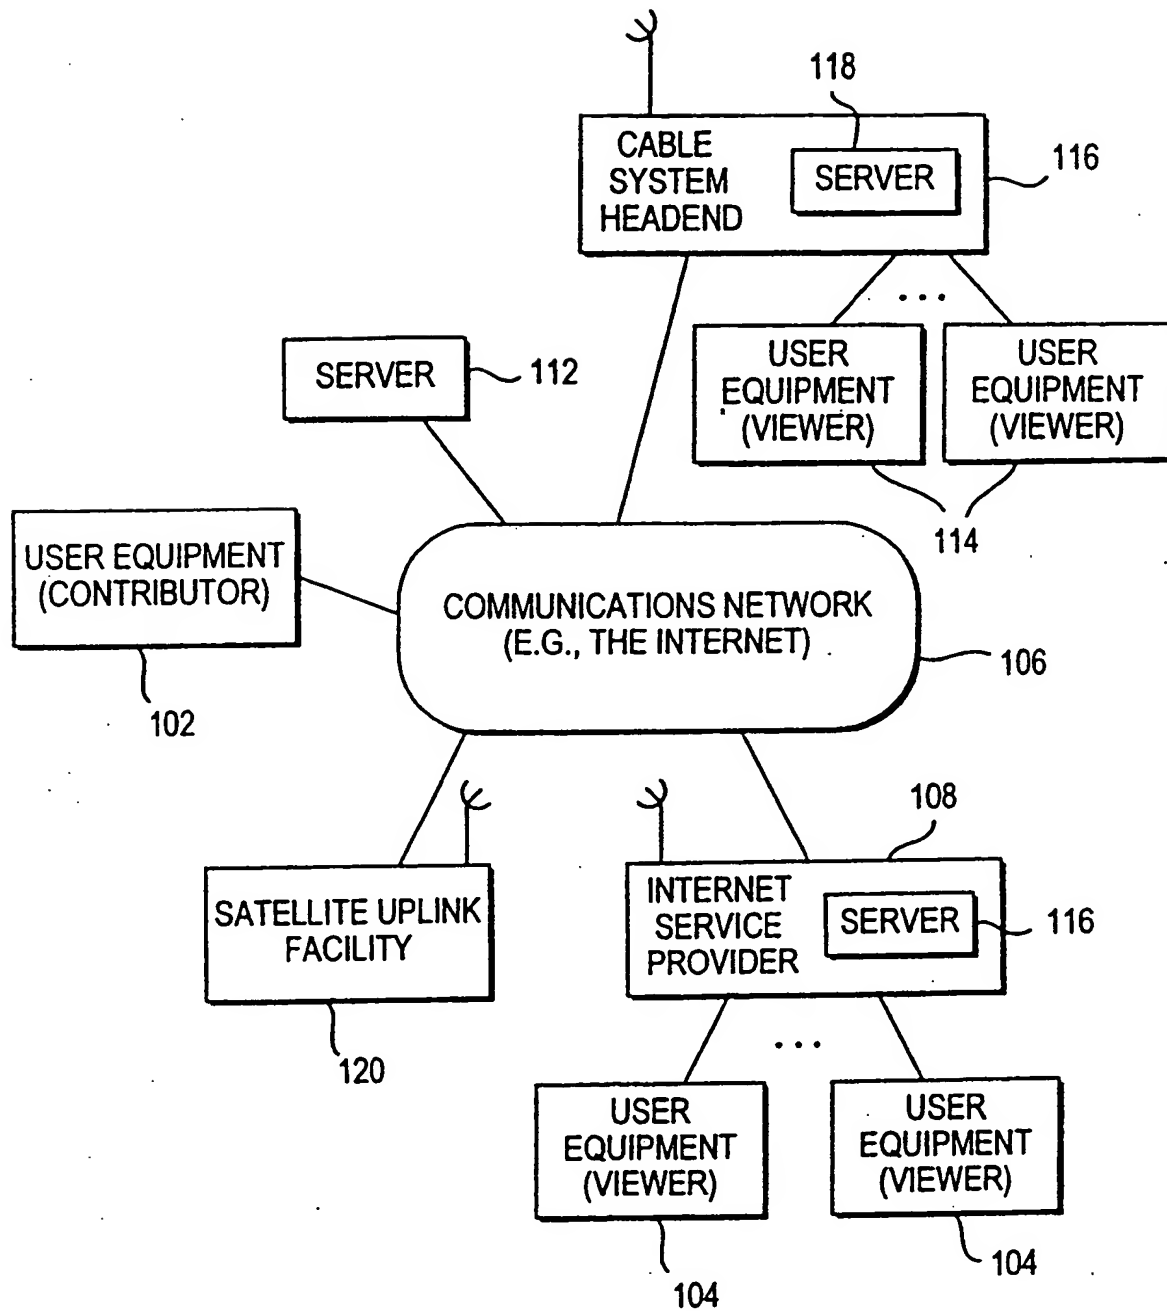 118
CABLE
SYSTEM
HEADEND
SERVER
116
...
USER
EQUIPMENT
(VIEWER)
USER
EQUIPMENT
(VIEWER)
114
SERVER
112
USER EQUIPMENT
(CONTRIBUTOR)
102
COMMUNICATIONS NETWORK
(E.G., THE INTERNET)
106
SATELLITE UPLINK
FACILITY
120
108
INTERNET
SERVICE
PROVIDER
SERVER
116
...
USER
EQUIPMENT
(VIEWER)
104
USER
EQUIPMENT
(VIEWER)
104